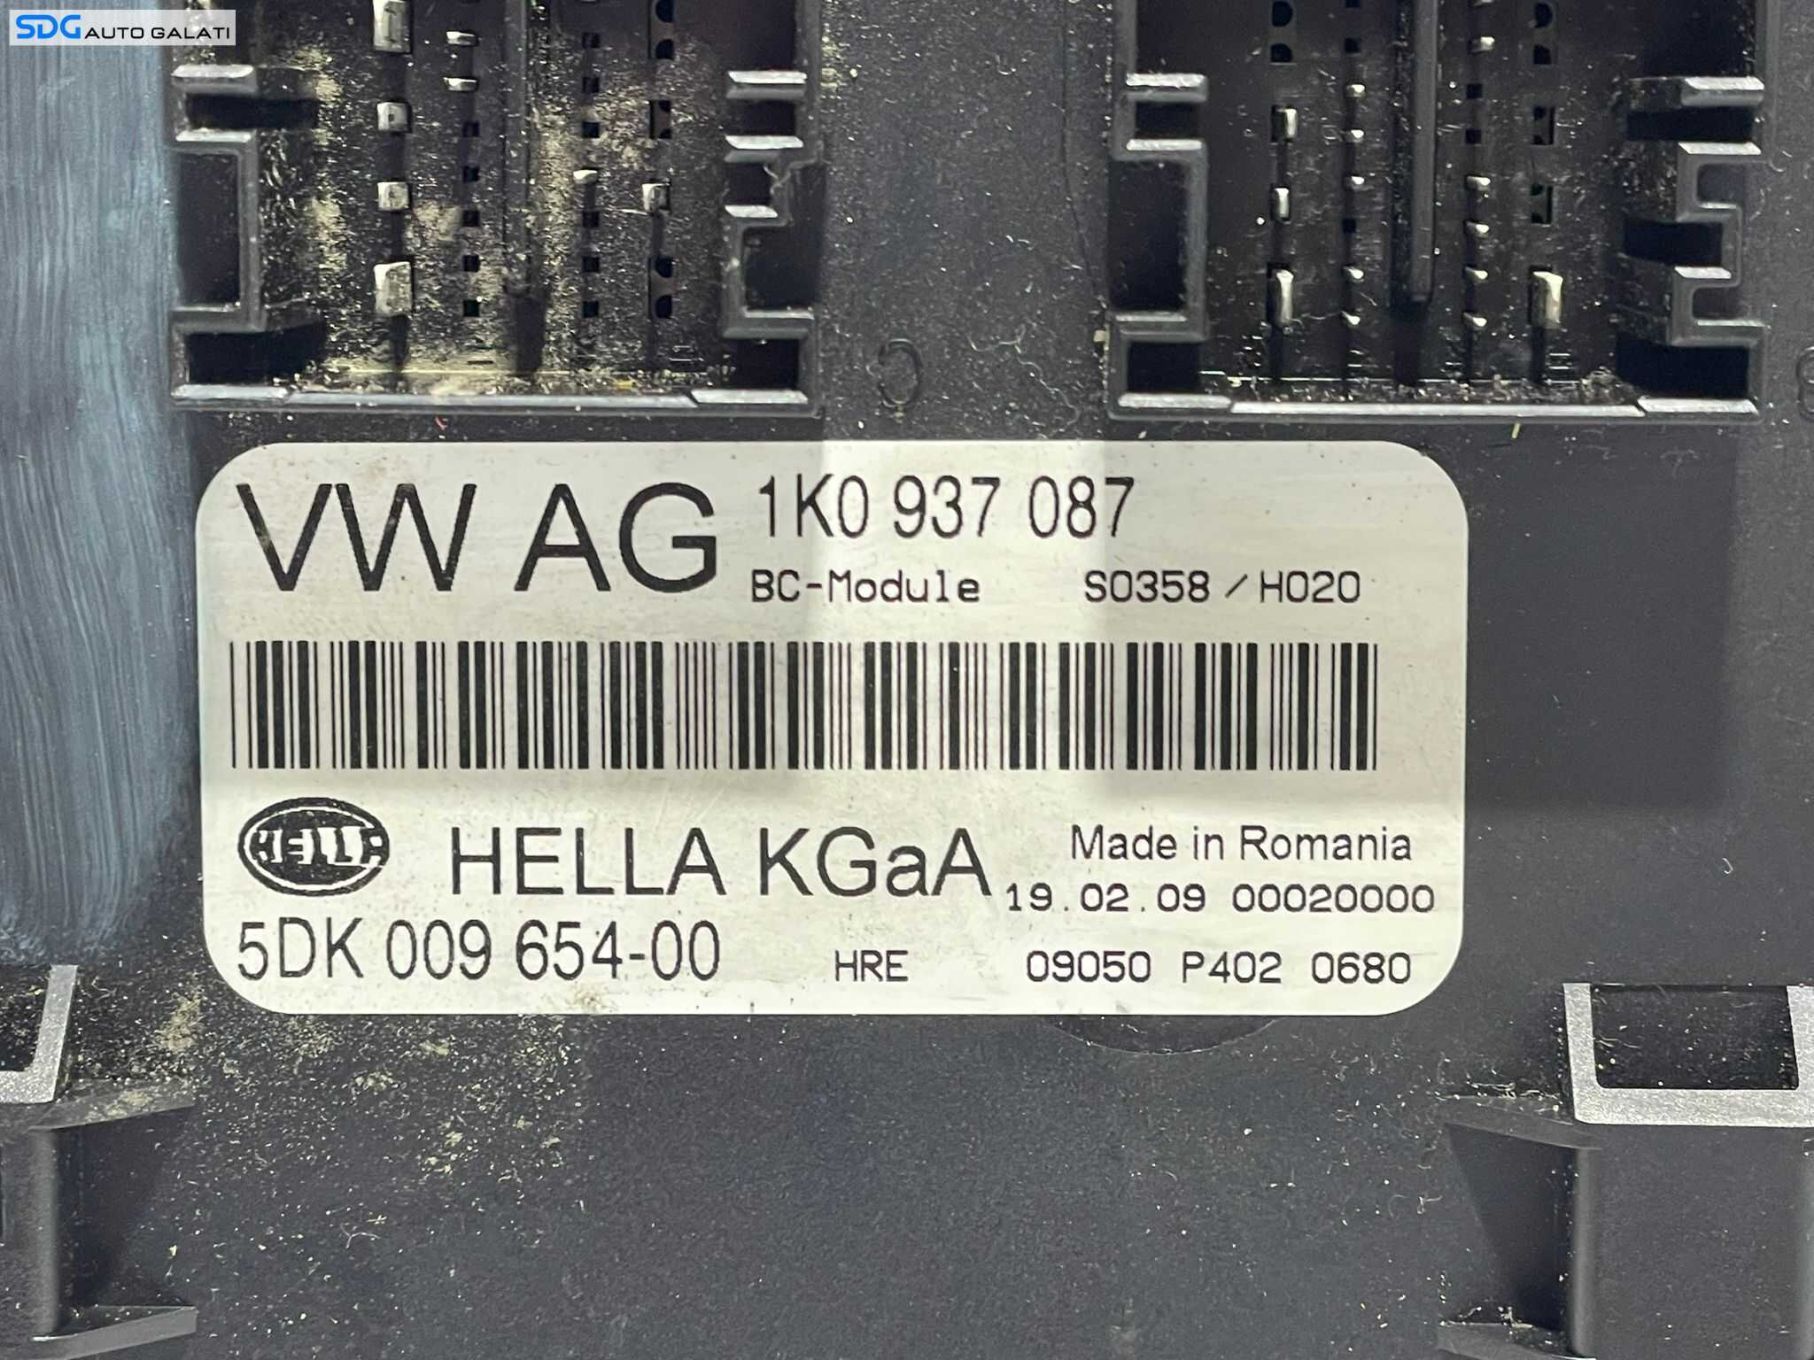 SDG AUTO GALATI
C
VW AG 1K0 937 087
BC-Module S0358 / H020
HELLA
HELLA KGaA Made in Romania
19.02.09 00020000
5DK 009 654-00 HRE 09050 P402 0680